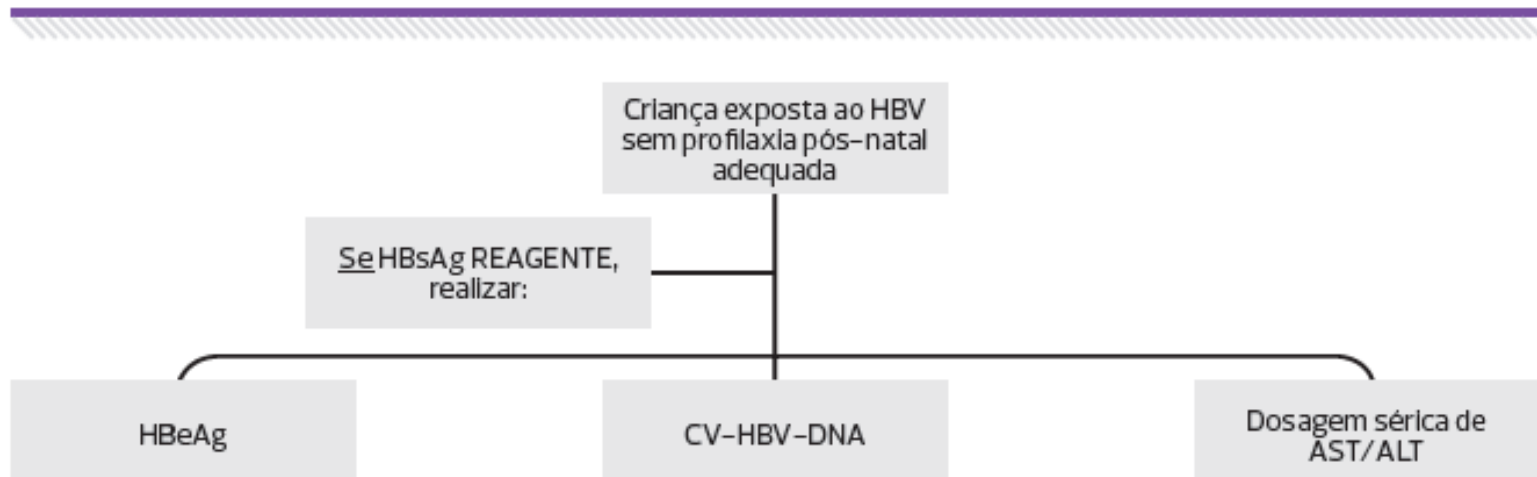 Criança exposta ao HBV
sem profilaxia pós-natal
adequada
Se HBsAg REAGENTE,
realizar:
HBeAg
CV-HBV-DNA
Dosagem sérica de
AST/ALT